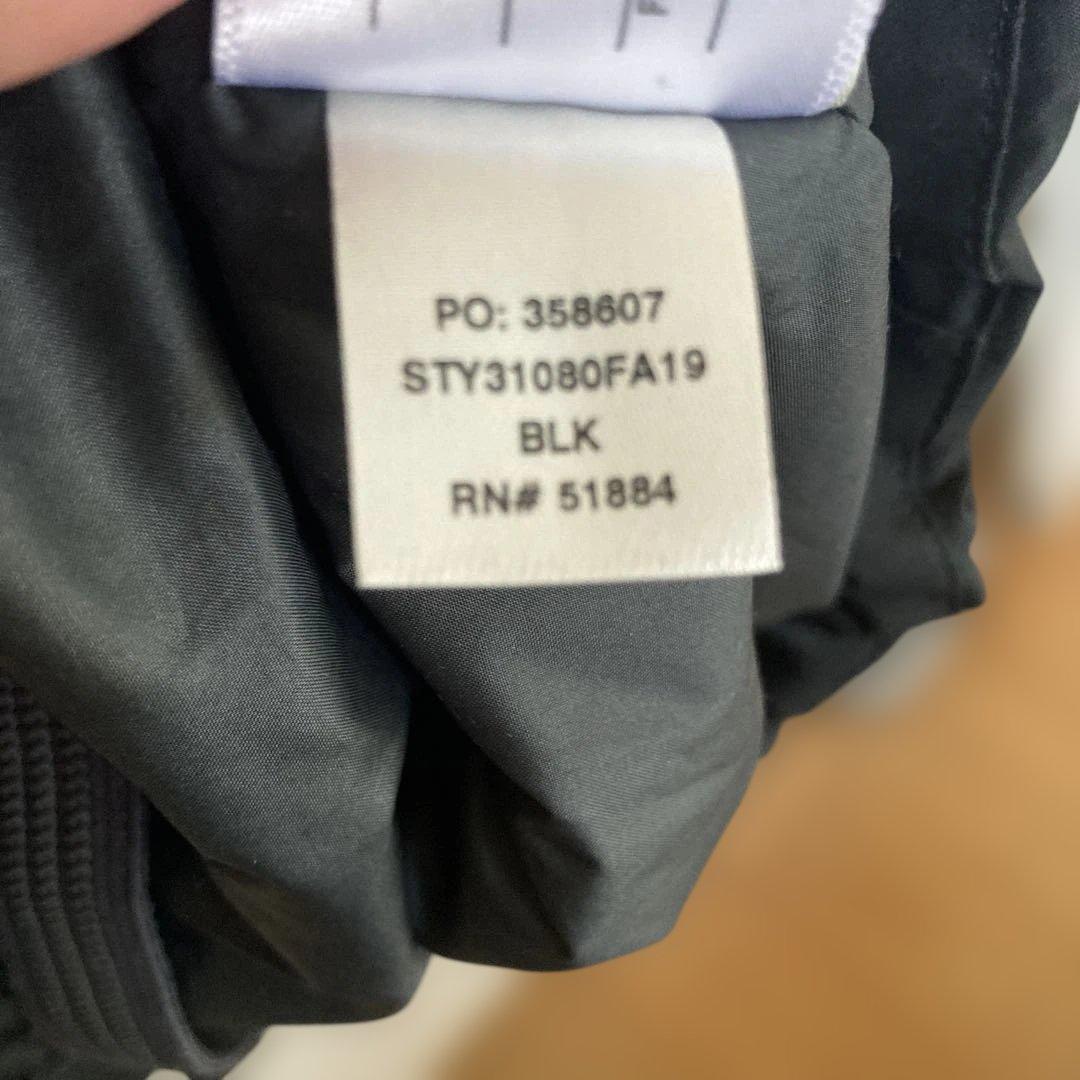 PO: 358607
STY31080FA19
BLK
RN# 51884